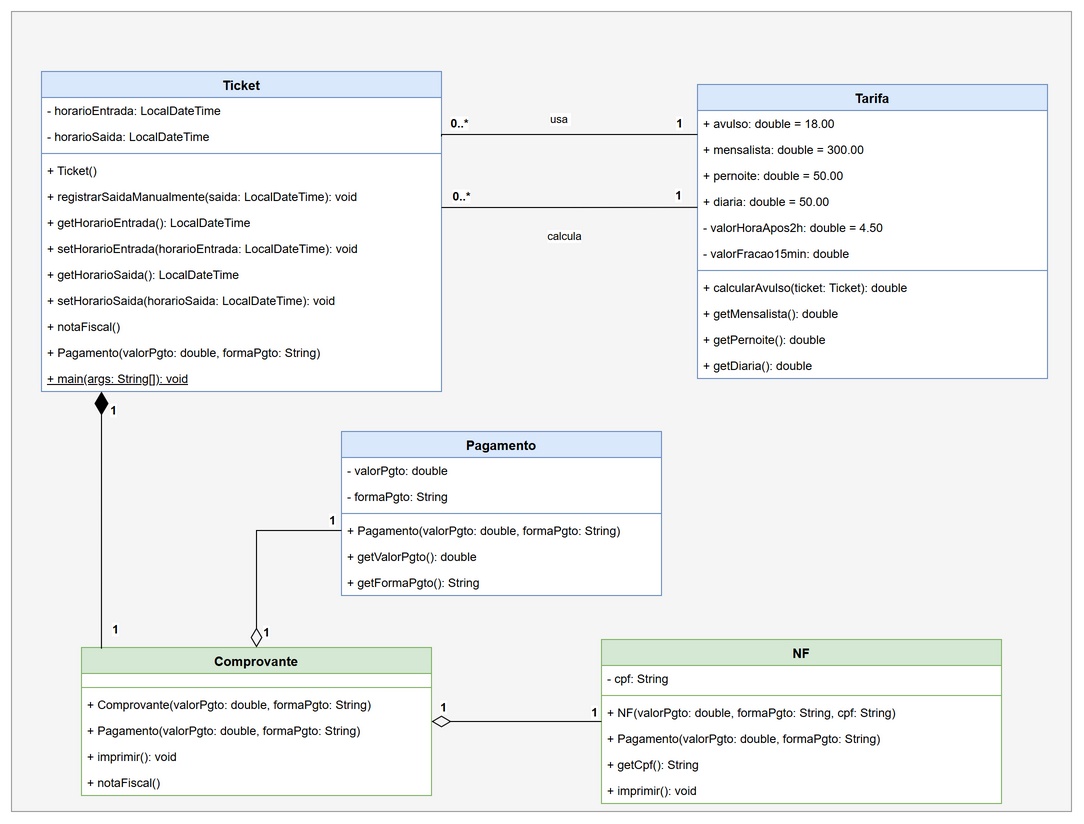 Ticket
- horarioEntrada: LocalDateTime
- horarioSaida: LocalDateTime
+ Ticket()
+ registrarSaidaManualmente(saida: LocalDateTime): void
+ getHorarioEntrada(): LocalDateTime
+ setHorarioEntrada(horarioEntrada: LocalDateTime): void
+ getHorarioSaida(): LocalDateTime
+ setHorarioSaida(horarioSaida: LocalDateTime): void
+ notaFiscal()
+ Pagamento(valorPgto: double, formaPgto: String)
+ main(args: String[]): void
0..*
usa
1
0..*
1
calcula
Tarifa
+ avulso: double = 18.00
+ mensalista: double = 300.00
+ pernoite: double = 50.00
+ diaria: double = 50.00
- valorHoraApos2h: double = 4.50
- valorFracao15min: double
+ calcularAvulso(ticket: Ticket): double
+ getMensalista(): double
+ getPernoite(): double
+ getDiaria(): double
1
1
Pagamento
- valorPgto: double
- formaPgto: String
+ Pagamento(valorPgto: double, formaPgto: String)
+ getValorPgto(): double
+ getFormaPgto(): String
1
1
Comprovante
+ Comprovante(valorPgto: double, formaPgto: String)
+ Pagamento(valorPgto: double, formaPgto: String)
+ imprimir(): void
+ notaFiscal()
1
1
NF
- cpf: String
+ NF(valorPgto: double, formaPgto: String, cpf: String)
+ Pagamento(valorPgto: double, formaPgto: String)
+ getCpf(): String
+ imprimir(): void